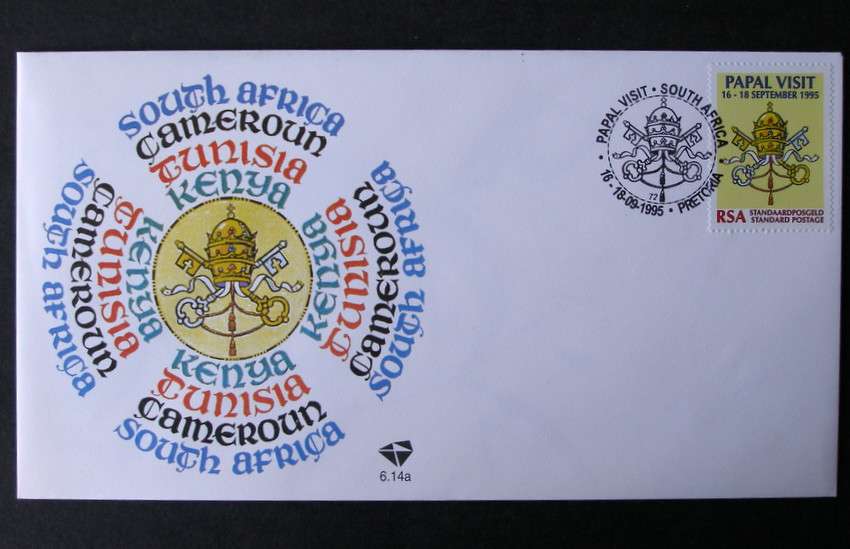 SOUTH AFRICA
CAMEROUN
TUNISIA
KENYA
SOUTH AFRICA
CAMEROUN
TUNISIA
KENYA
KENYA
TUNISIA
CAMEROUN
SOUTH AFRICA
KENYA
TUNISIA
CAMEROUN
SOUTH AFRICA
6.14a
PAPAL VISIT • SOUTH AFRICA
16 - 18-09-1995 • PRETORIA
72
PAPAL VISIT
16 - 18 SEPTEMBER 1995
RSA STANDAARDPOSGELD
STANDARD POSTAGE